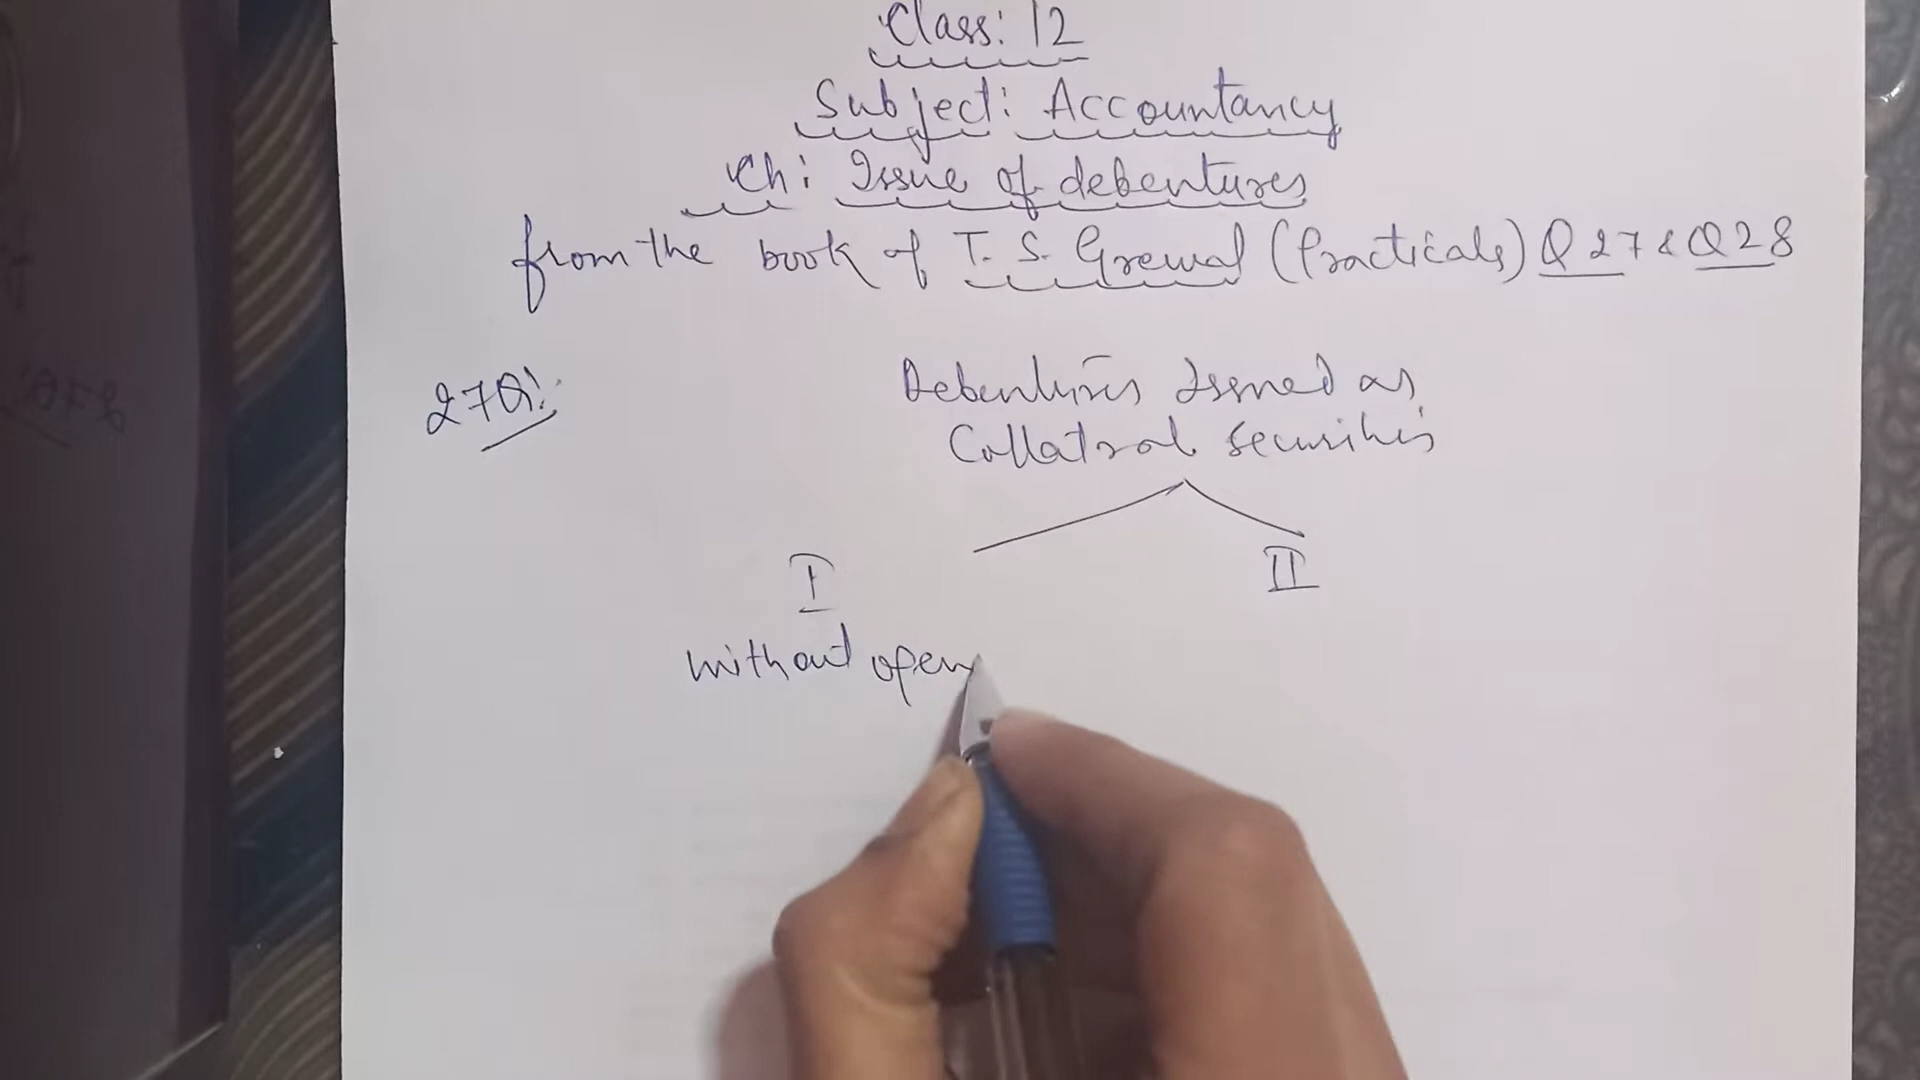 Class: 12
Subject: Accountancy
Ch: Issue of debentures
from the book of T. S. Grewal (Practicals) Q 27 & Q 28
27Q:
Debentures Issued as
Collatral securities
I II
without open